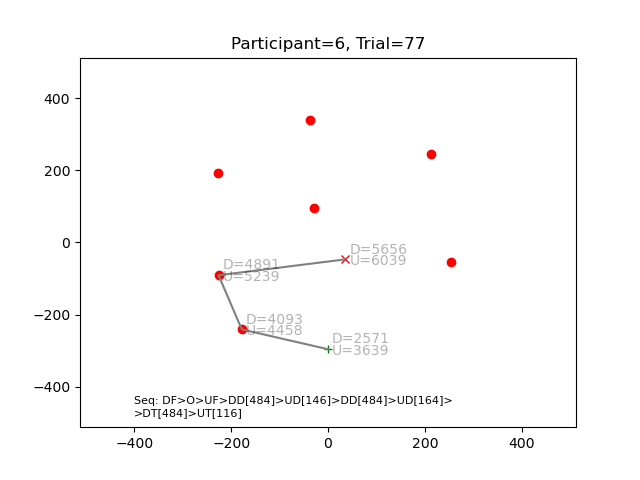 Participant=6, Trial=77
400
200
0
−200
−400
D=5656
U=6039
D=4891
U=5239
D=4093
U=4458
D=2571
U=3639
Seq: DF>O>UF>DD[484]>UD[146]>DD[484]>UD[164]>
>DT[484]>UT[116]
−400 −200 0 200 400